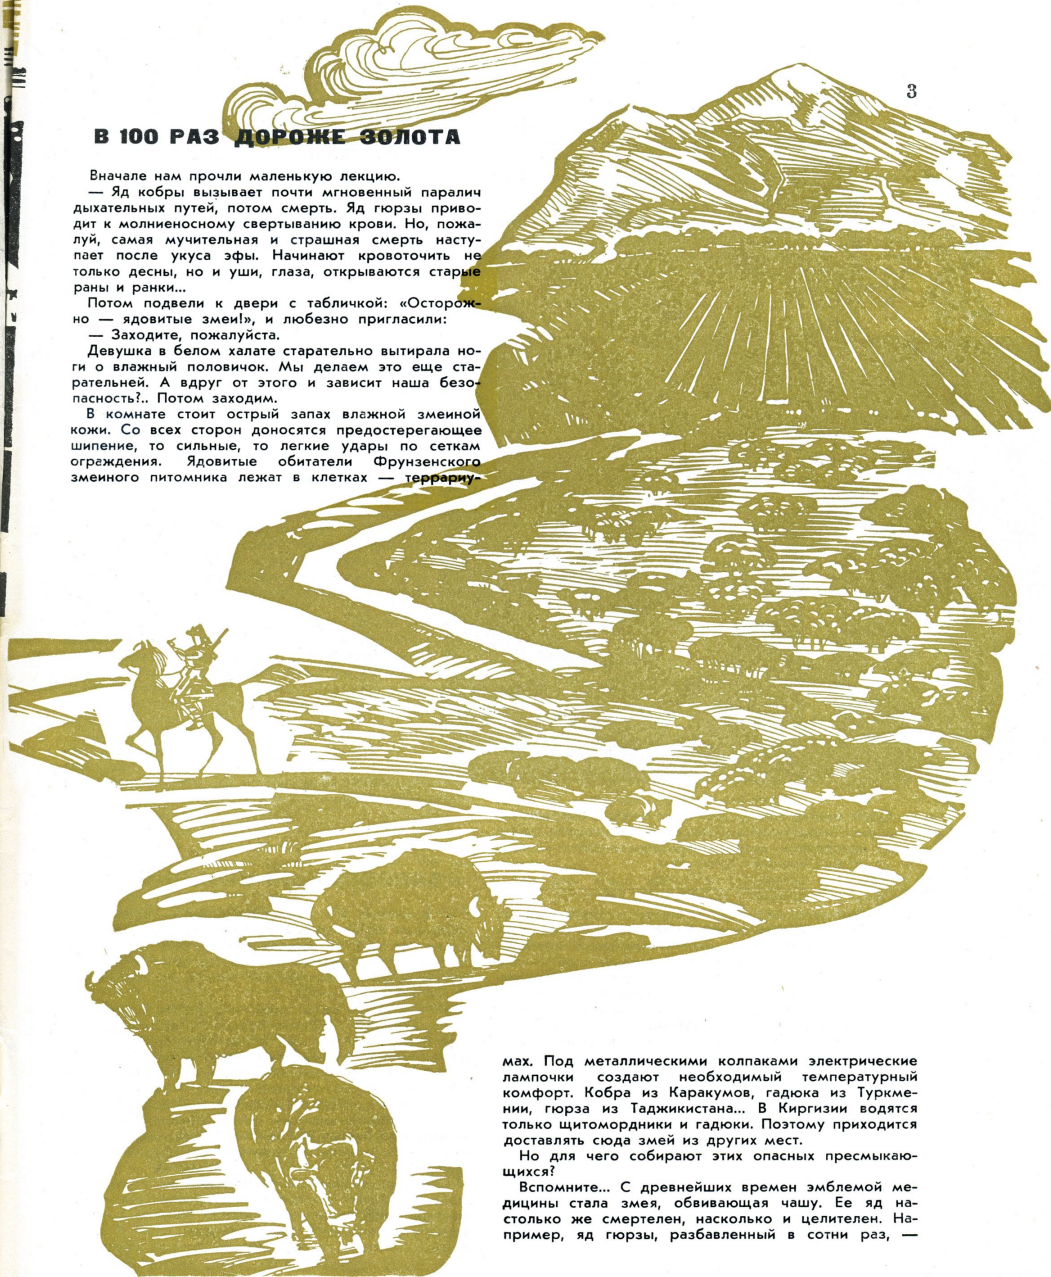 3
В 100 РАЗ ДОРОЖЕ ЗОЛОТА
Вначале нам прочли маленькую лекцию.
— Яд кобры вызывает почти мгновенный паралич
дыхательных путей, потом смерть. Яд гюрзы приво-
дит к молниеносному свертыванию крови. Но, пожа-
луй, самая мучительная и страшная смерть насту-
пает после укуса эфы. Начинают кровоточить не
только десны, но и уши, глаза, открываются старые
раны и ранки...
Потом подвели к двери с табличкой: «Осторож-
но — ядовитые змеи!», и любезно пригласили:
— Заходите, пожалуйста.
Девушка в белом халате старательно вытирала но-
ги о влажный половичок. Мы делаем это еще ста-
рательней. А вдруг от этого и зависит наша безо-
пасность?.. Потом заходим.
В комнате стоит острый запах влажной змеиной
кожи. Со всех сторон доносятся предостерегающее
шипение, то сильные, то легкие удары по сеткам
ограждения. Ядовитые обитатели Фрунзенского
змеиного питомника лежат в клетках — террариу-
мах. Под металлическими колпаками электрические
лампочки создают необходимый температурный
комфорт. Кобра из Каракумов, гадюка из Туркме-
нии, гюрза из Таджикистана... В Киргизии водятся
только щитомордники и гадюки. Поэтому приходится
доставлять сюда змей из других мест.
Но для чего собирают этих опасных пресмыкаю-
щихся?
Вспомните... С древнейших времен эмблемой ме-
дицины стала змея, обвивающая чашу. Ее яд на-
столько же смертелен, насколько и целителен. На-
пример, яд гюрзы, разбавленный в сотни раз, —